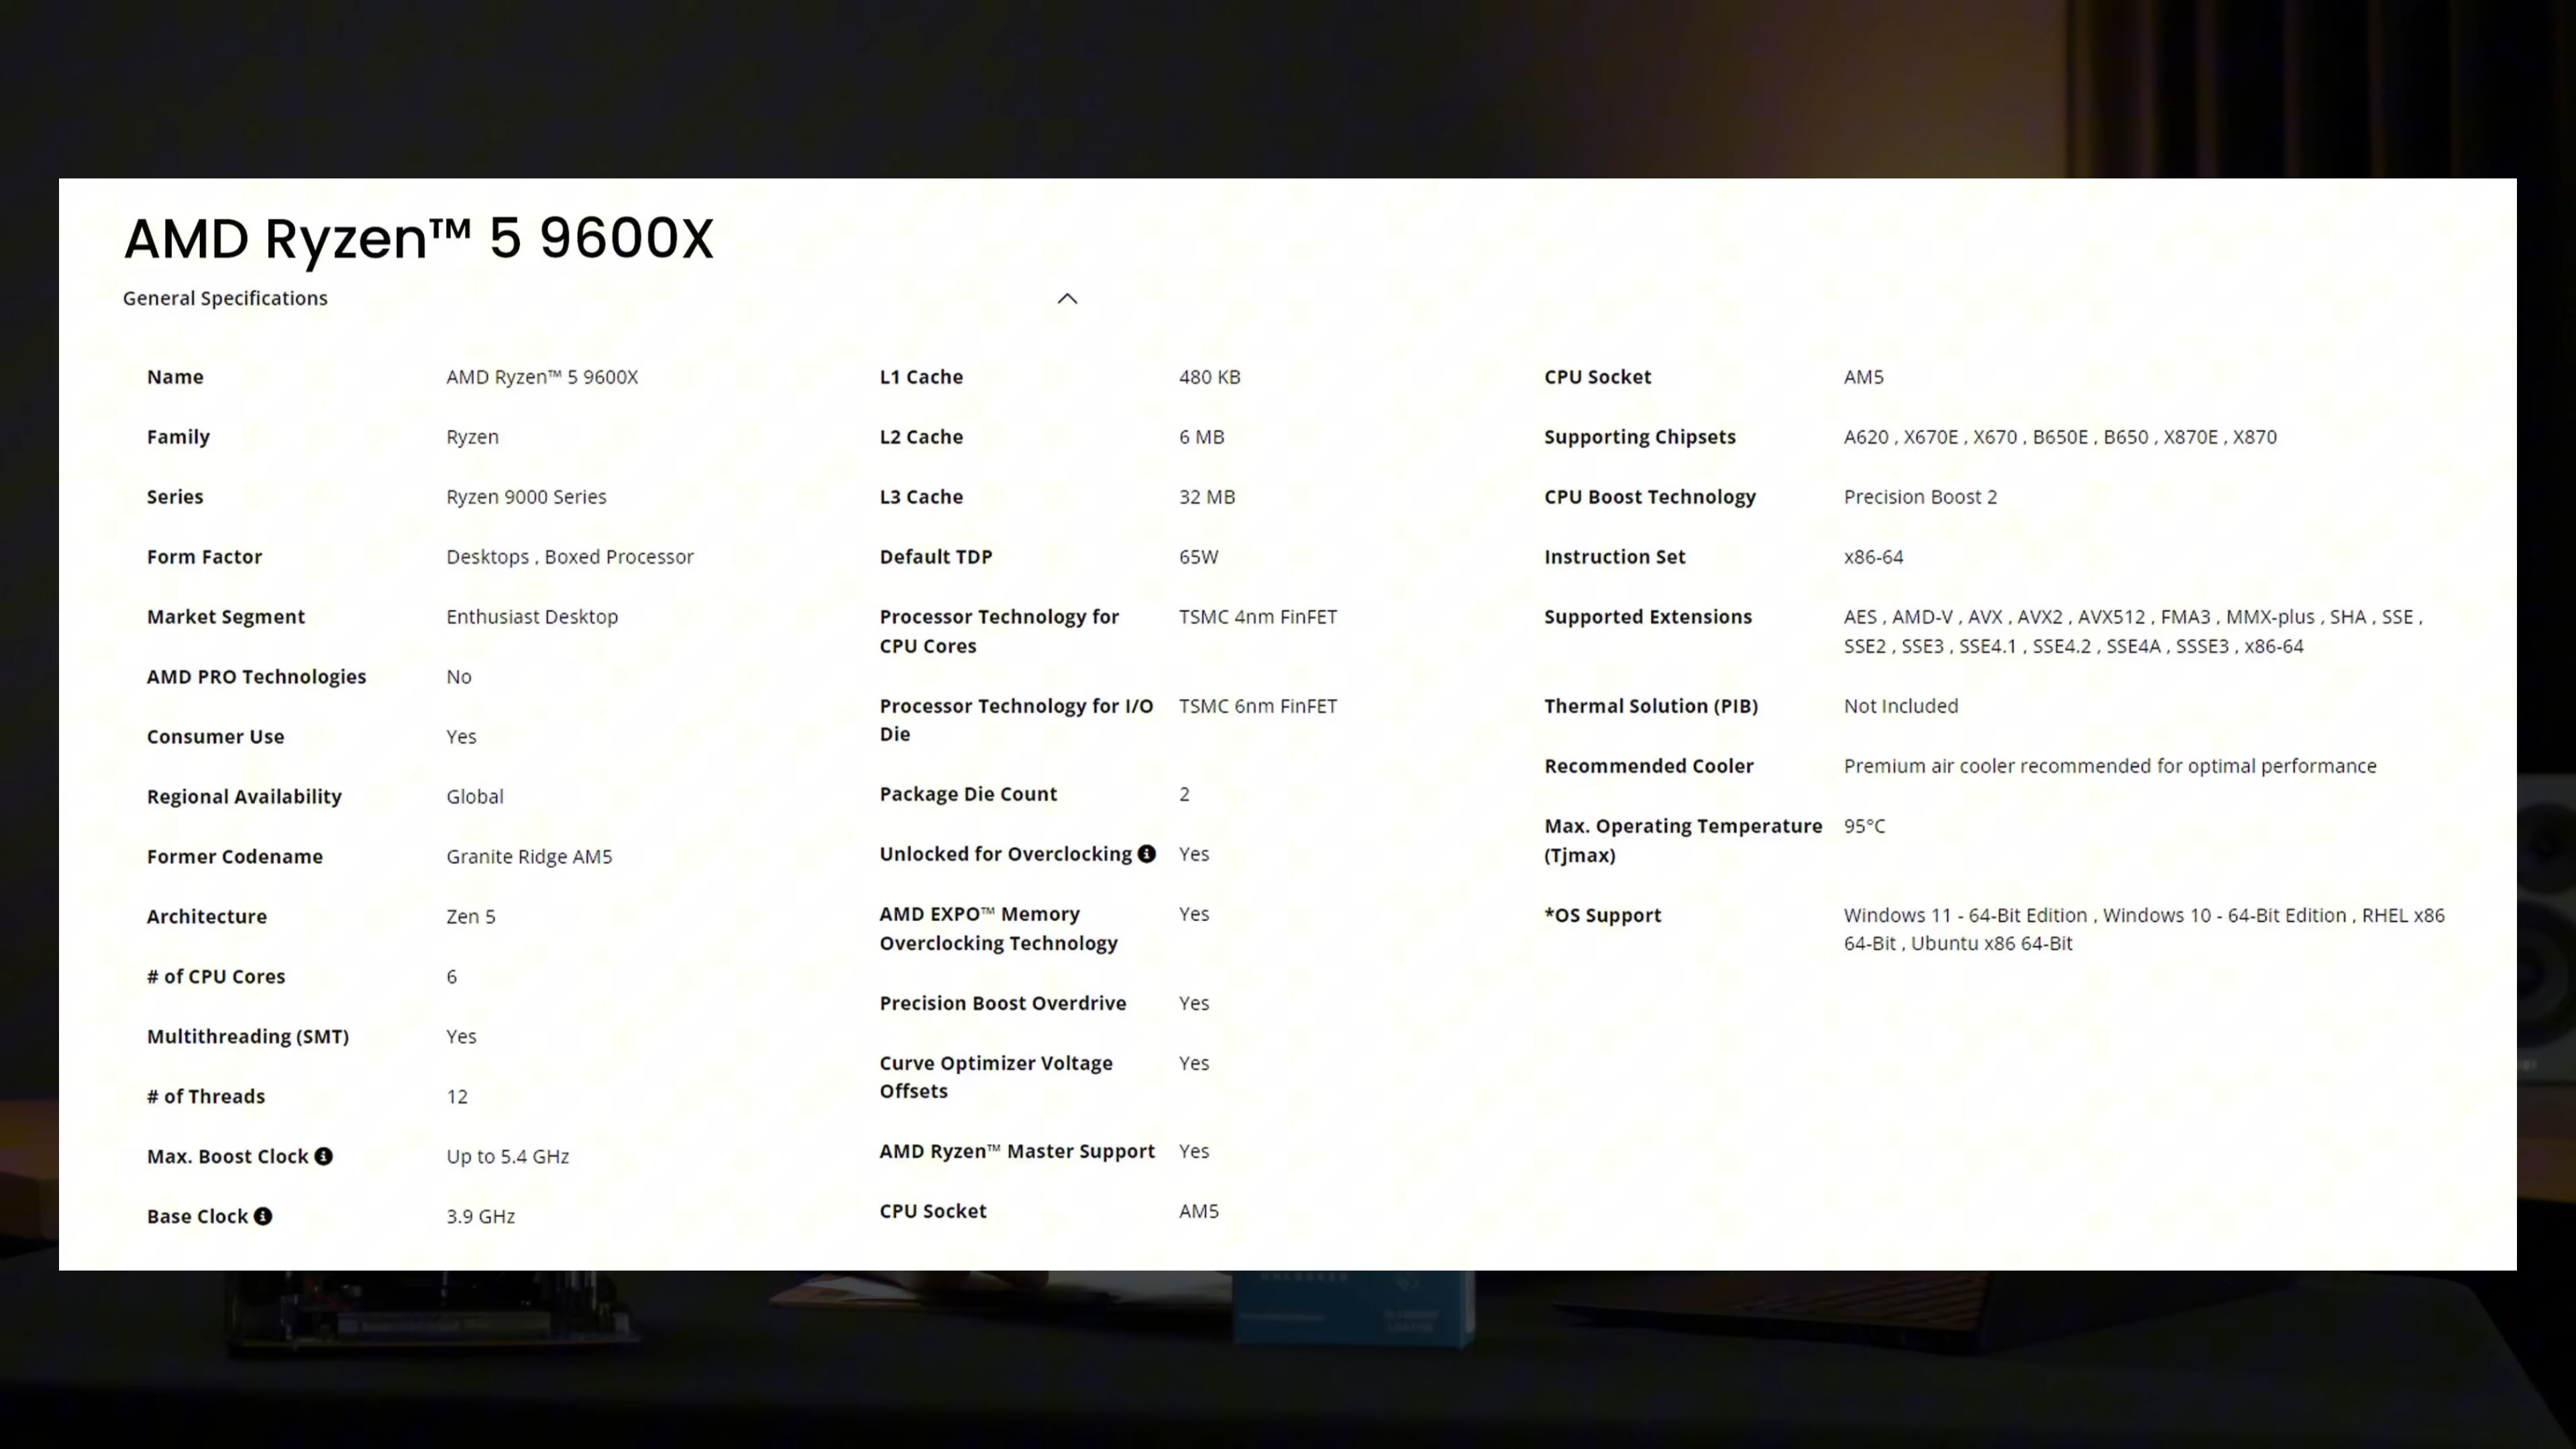 AMD Ryzen™ 5 9600X
General Specifications
Name AMD Ryzen™ 5 9600X
Family Ryzen
Series Ryzen 9000 Series
Form Factor Desktops , Boxed Processor
Market Segment Enthusiast Desktop
AMD PRO Technologies No
Consumer Use Yes
Regional Availability Global
Former Codename Granite Ridge AM5
Architecture Zen 5
# of CPU Cores 6
Multithreading (SMT) Yes
# of Threads 12
Max. Boost Clock Up to 5.4 GHz
Base Clock 3.9 GHz
L1 Cache 480 KB
L2 Cache 6 MB
L3 Cache 32 MB
Default TDP 65W
Processor Technology for TSMC 4nm FinFET
CPU Cores
Processor Technology for I/O TSMC 6nm FinFET
Die
Package Die Count 2
Unlocked for Overclocking Yes
AMD EXPO™ Memory Yes
Overclocking Technology
Precision Boost Overdrive Yes
Curve Optimizer Voltage Yes
Offsets
AMD Ryzen™ Master Support Yes
CPU Socket AM5
CPU Socket AM5
Supporting Chipsets A620 , X670E , X670 , B650E , B650 , X870E , X870
CPU Boost Technology Precision Boost 2
Instruction Set x86-64
Supported Extensions AES , AMD-V , AVX , AVX2 , AVX512 , FMA3 , MMX-plus , SHA , SSE ,
SSE2 , SSE3 , SSE4.1 , SSE4.2 , SSE4A , SSSE3 , x86-64
Thermal Solution (PIB) Not Included
Recommended Cooler Premium air cooler recommended for optimal performance
Max. Operating Temperature 95°C
(Tjmax)
*OS Support Windows 11 - 64-Bit Edition , Windows 10 - 64-Bit Edition , RHEL x86
64-Bit , Ubuntu x86 64-Bit